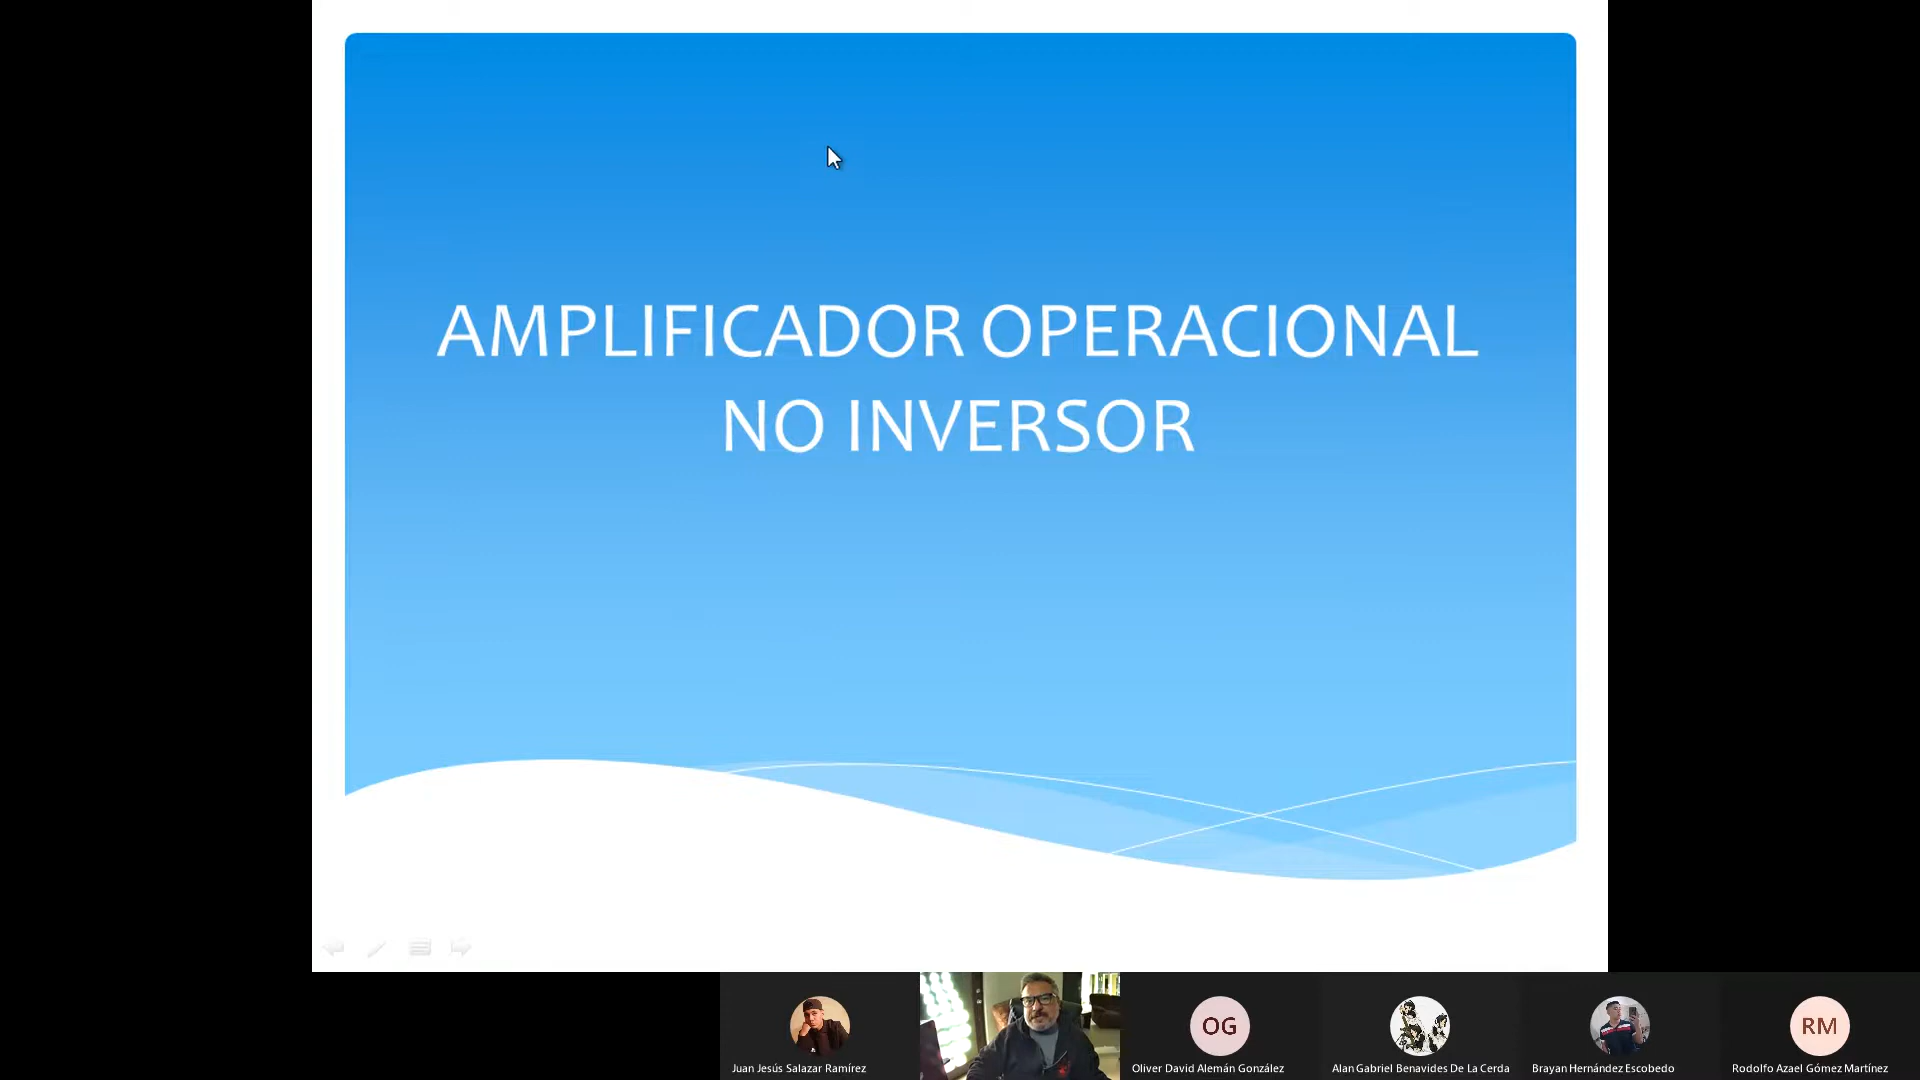 AMPLIFICADOR OPERACIONAL
NO INVERSOR
OG
RM
Juan Jesús Salazar Ramírez
Oliver David Alemán González
Alan Gabriel Benavides De La Cerda
Brayan Hernández Escobedo
Rodolfo Azael Gómez Martínez